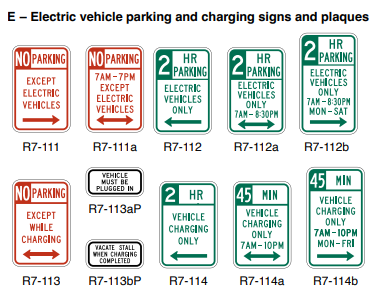 E – Electric vehicle parking and charging signs and plaques
NO PARKING
EXCEPT
ELECTRIC
VEHICLES
R7-111
NO PARKING
7AM-7PM
EXCEPT
ELECTRIC
VEHICLES
R7-111a
2 HR
PARKING
ELECTRIC
VEHICLES
ONLY
R7-112
2 HR
PARKING
ELECTRIC
VEHICLES
ONLY
7AM-8:30PM
R7-112a
2 HR
PARKING
ELECTRIC
VEHICLES
ONLY
7AM-8:30PM
MON-SAT
R7-112b
NO PARKING
EXCEPT
WHILE
CHARGING
R7-113
VEHICLE
MUST BE
PLUGGED IN
R7-113aP
VACATE STALL
WHEN CHARGING
COMPLETED
R7-113bP
2 HR
VEHICLE
CHARGING
ONLY
R7-114
45 MIN
VEHICLE
CHARGING
ONLY
7AM-10PM
R7-114a
45 MIN
VEHICLE
CHARGING
ONLY
7AM-10PM
MON-FRI
R7-114b